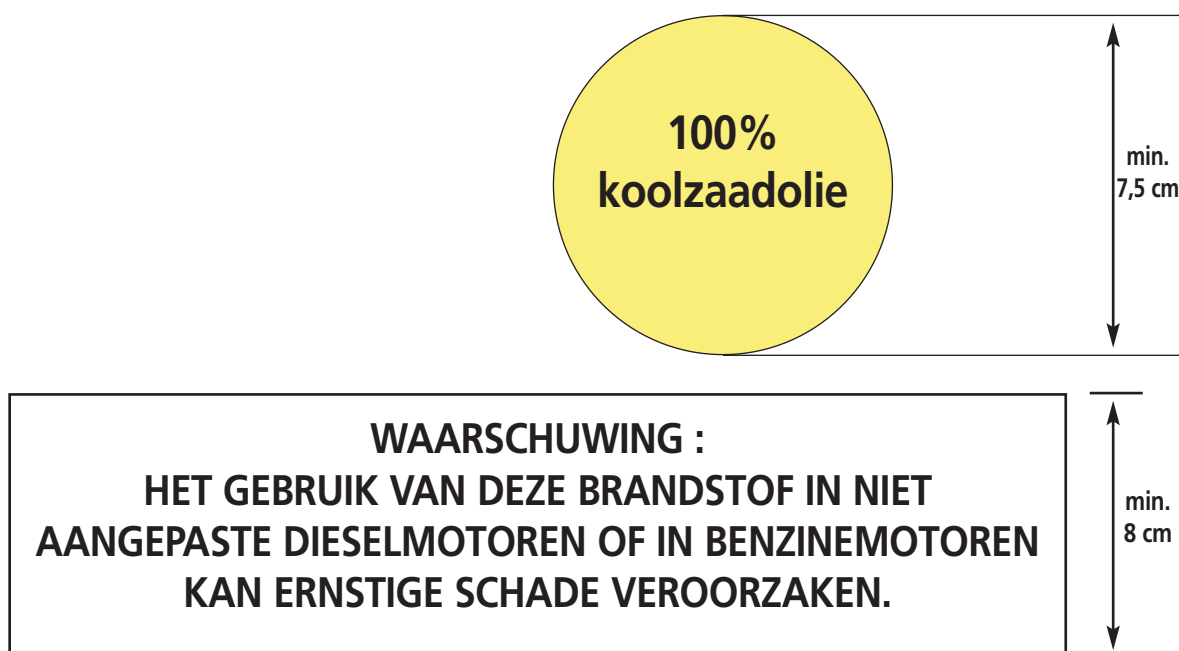 100%
koolzaadolie
min.
7,5 cm
WAARSCHUWING :
HET GEBRUIK VAN DEZE BRANDSTOF IN NIET
AANGEPASTE DIESELMOTOREN OF IN BENZINEMOTOREN
KAN ERNSTIGE SCHADE VEROORZAKEN.
min.
8 cm